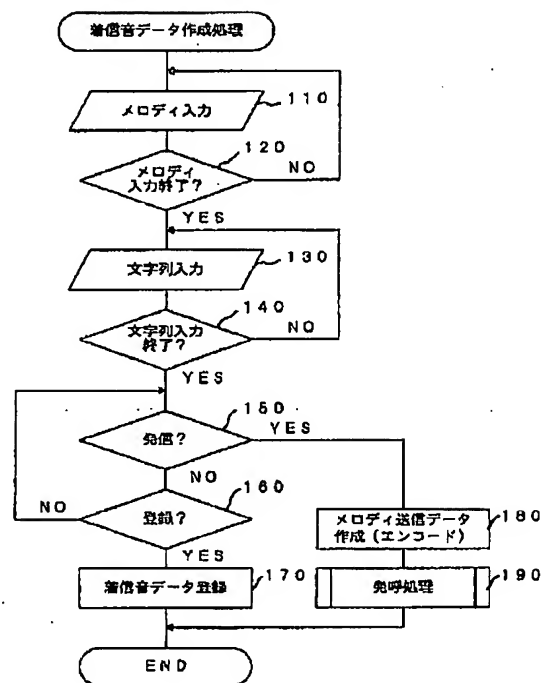 着信音データ作成処理
メロディ入力
110
120
メロディ
入力終了?
NO
YES
文字列入力
130
140
文字列入力
終了?
NO
YES
150
発信?
YES
NO
160
NO
登録?
YES
メロディ送信データ
作成(エンコード)
180
着信音データ登録
170
発呼処理
190
END